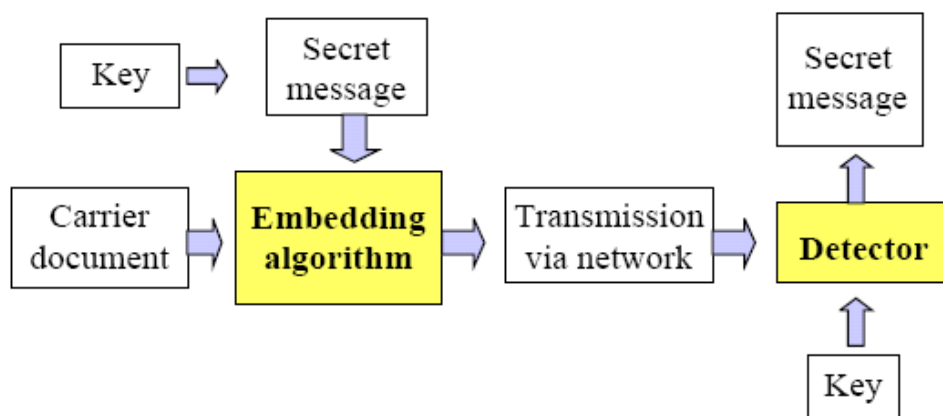 Key
Secret
message
Secret
message
Carrier
document
Embedding
algorithm
Transmission
via network
Detector
Key